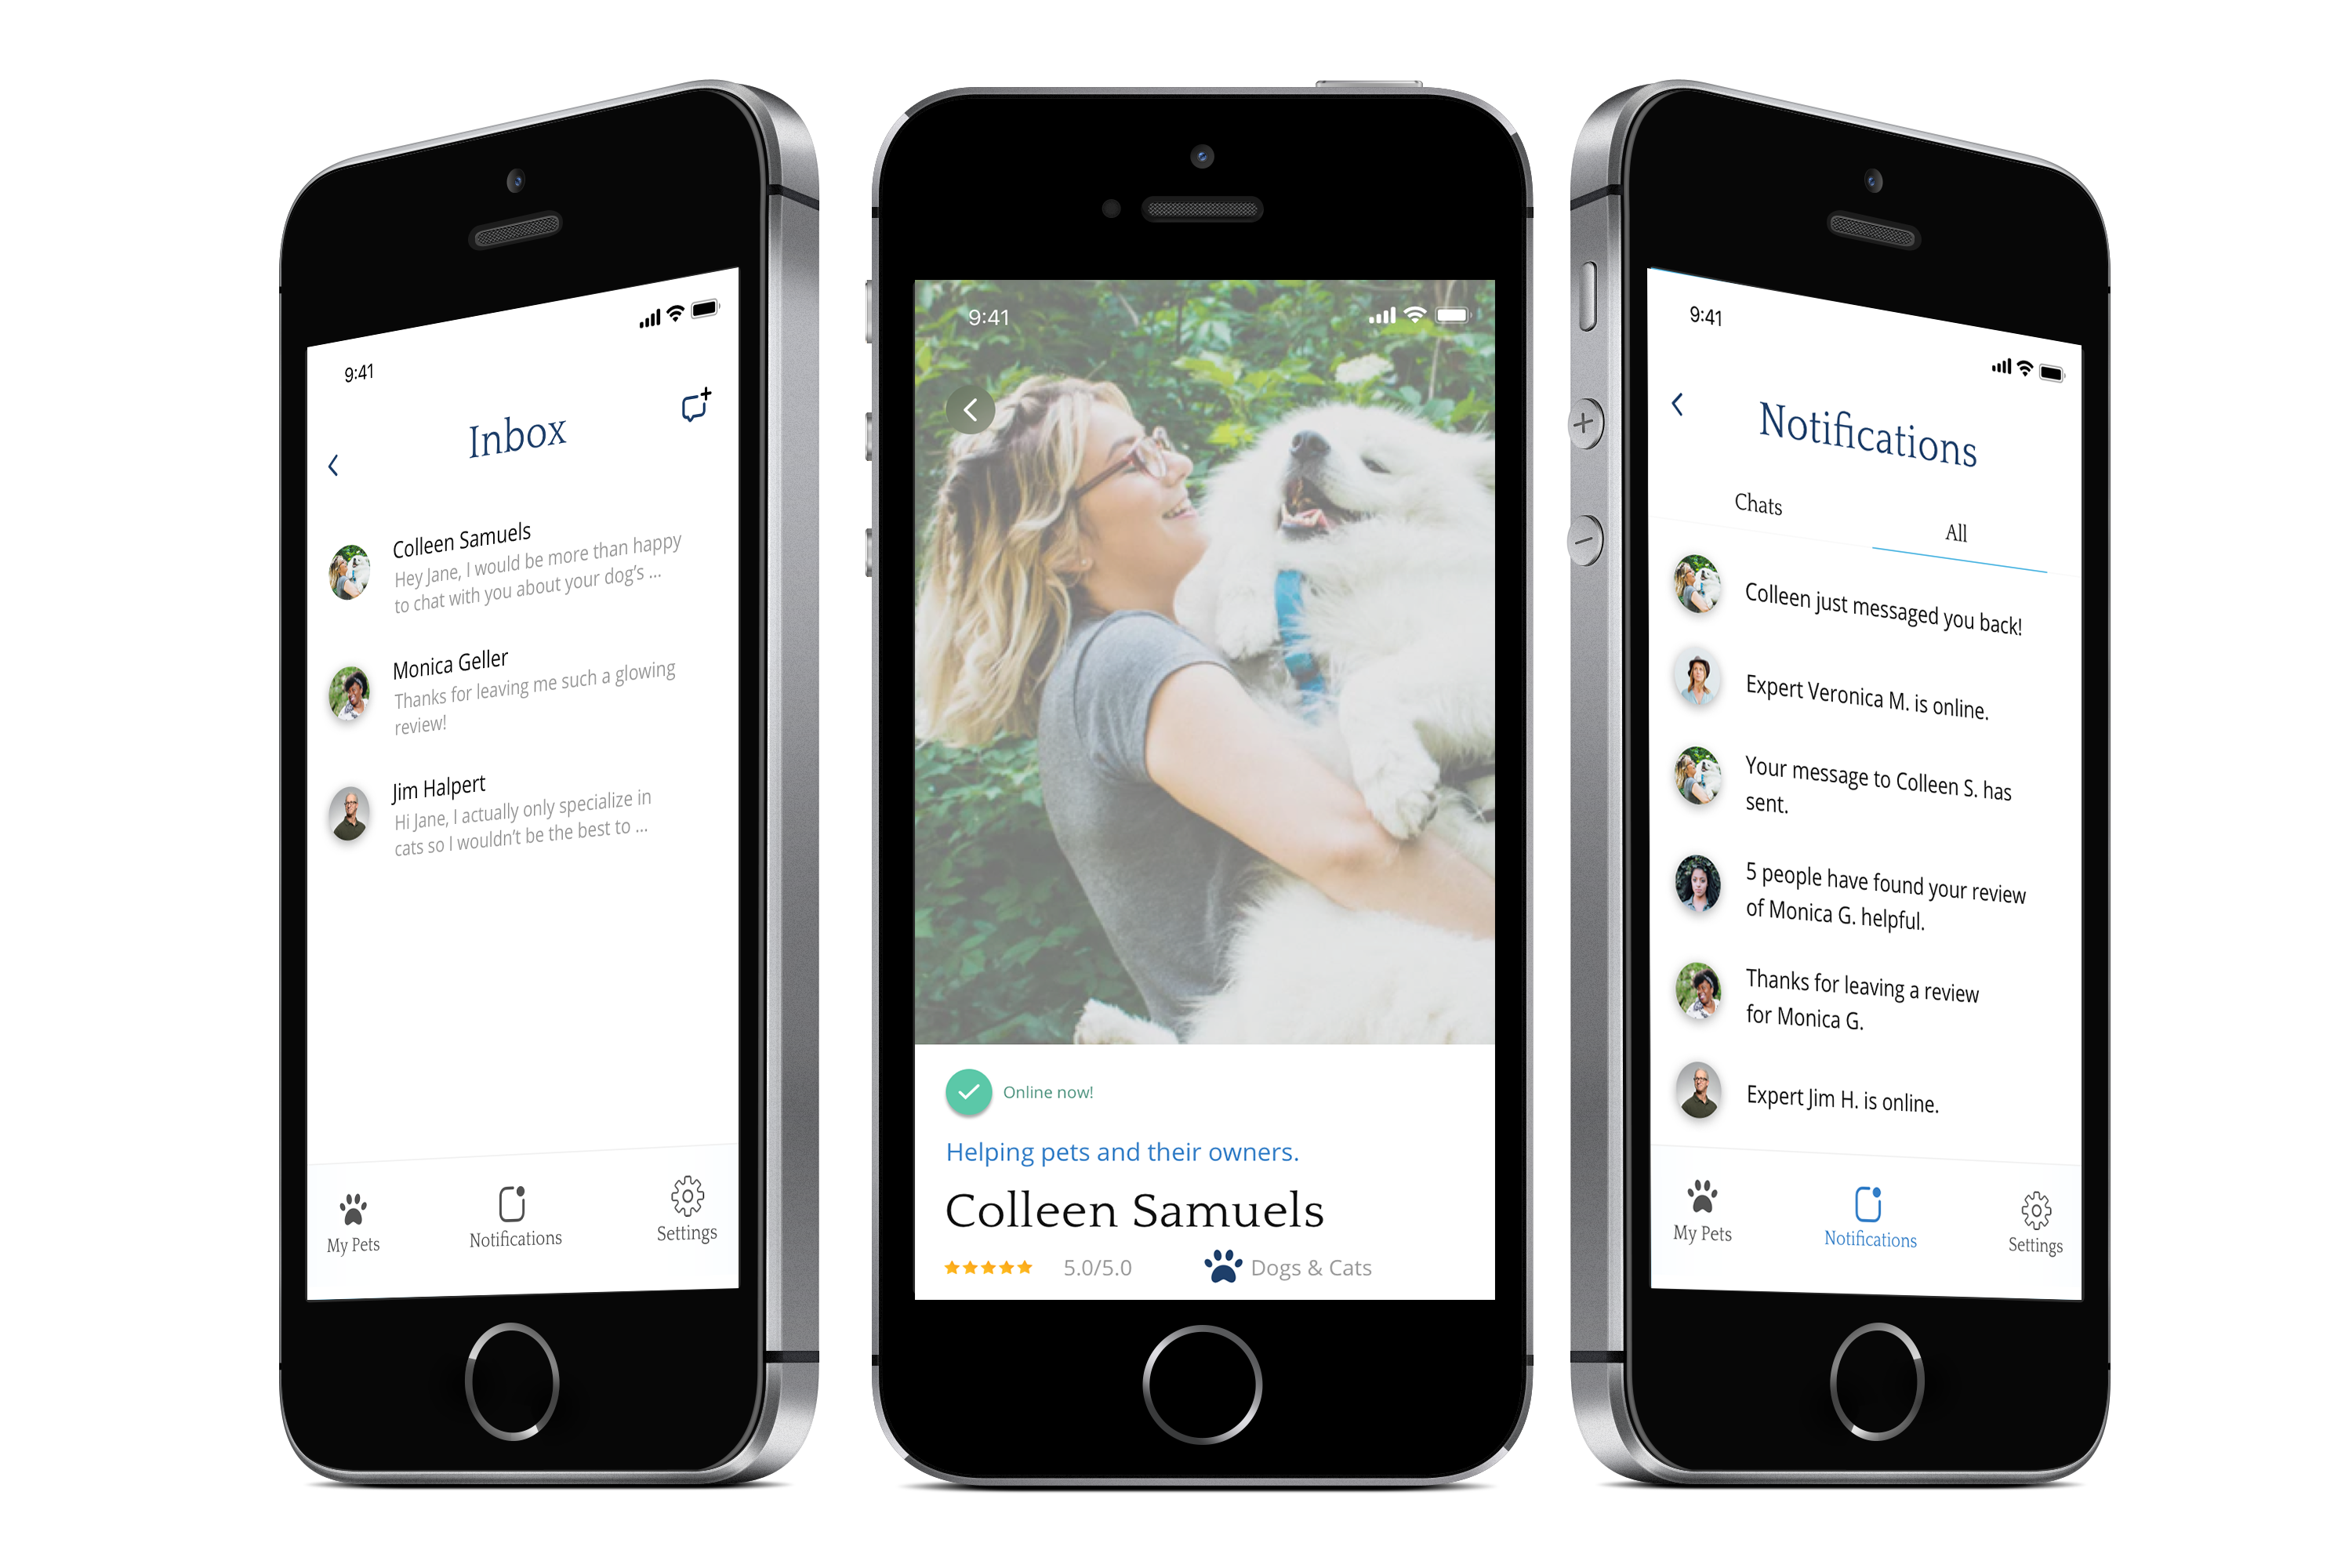 9:41
Inbox
Colleen Samuels
Hey Jane, I would be more than happy
to chat with you about your dog's ...
Monica Geller
Thanks for leaving me such a glowing
review!
Jim Halpert
Hi Jane, I actually only specialize in
cats so I wouldn't be the best to ...
My Pets
Notifications
Settings
9:41
Online now!
Helping pets and their owners.
Colleen Samuels
5.0/5.0
Dogs & Cats
9:41
Notifications
Chats
All
Colleen just messaged you back!
Expert Veronica M. is online.
Your message to Colleen S. has
sent.
5 people have found your review
of Monica G. helpful.
Thanks for leaving a review
for Monica G.
Expert Jim H. is online.
My Pets
Notifications
Settings